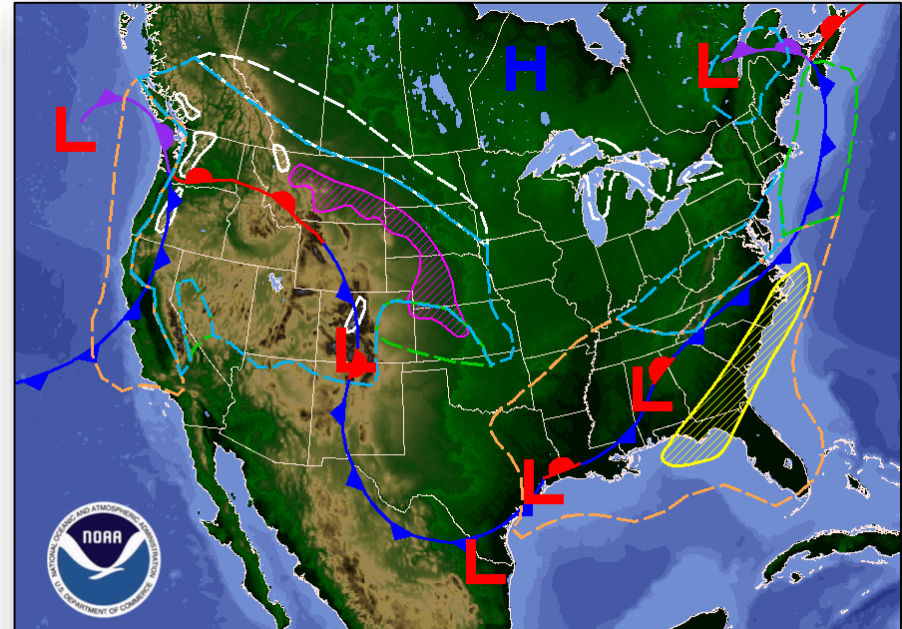 H
L
L
L
L
L
L
NATIONAL OCEANIC AND ATMOSPHERIC ADMINISTRATION
NOAA
U.S. DEPARTMENT OF COMMERCE